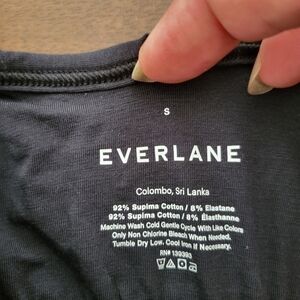 S
EVERLANE
Colombo, Sri Lanka
92% Supima Cotton / 8% Elastane
92% Supima Cotton / 8% Élasthanne
Machine Wash Cold Gentle Cycle With Like Colors
Only Non Chlorine Bleach When Needed.
Tumble Dry Low. Cool Iron If Necessary.
RN# 139393